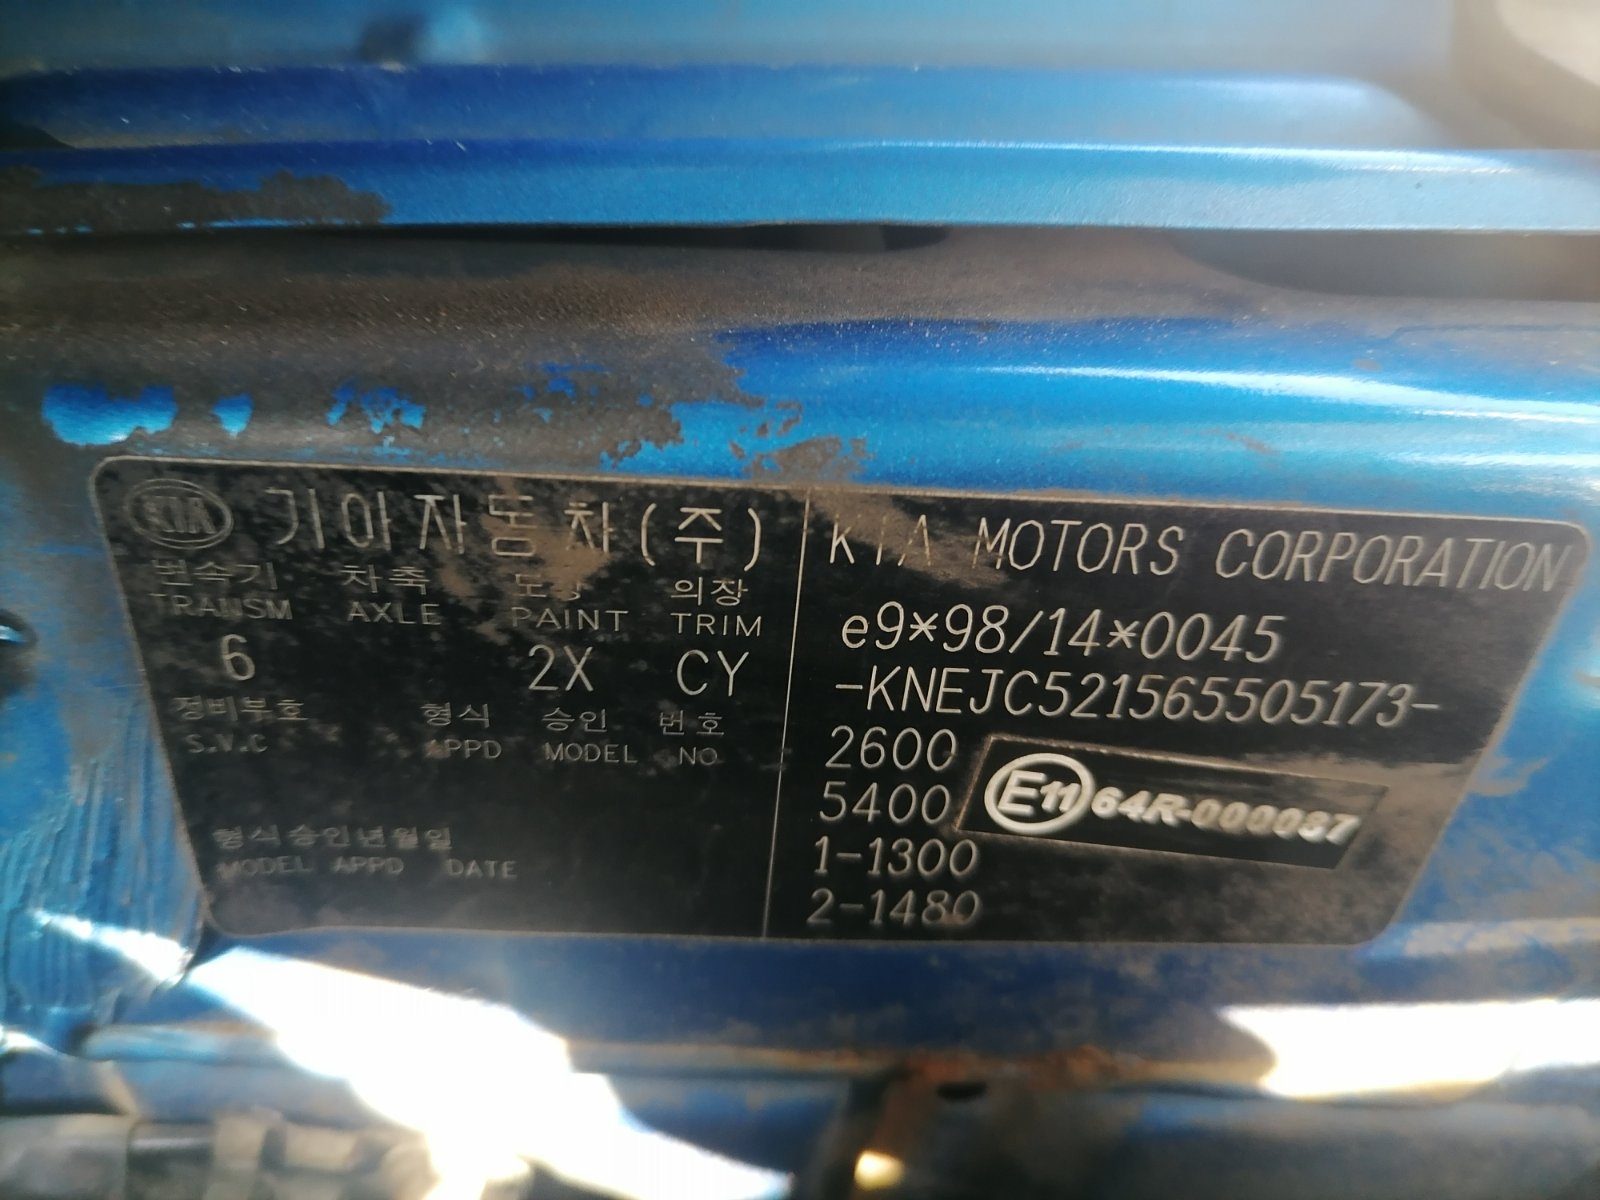 KIA 기아자동차(주)
변속기 차축 도장 의장
TRANSM AXLE PAINT TRIM
6 2X CY
정비부호 형식 승인 번호
S.V.C APPD MODEL NO
형식승인년월일
MODEL APPD DATE
KIA MOTORS CORPORATION
e9*98/14*0045
-KNEJC521565505173-
2600
5400
1-1300
2-1480
E11 64R-000087